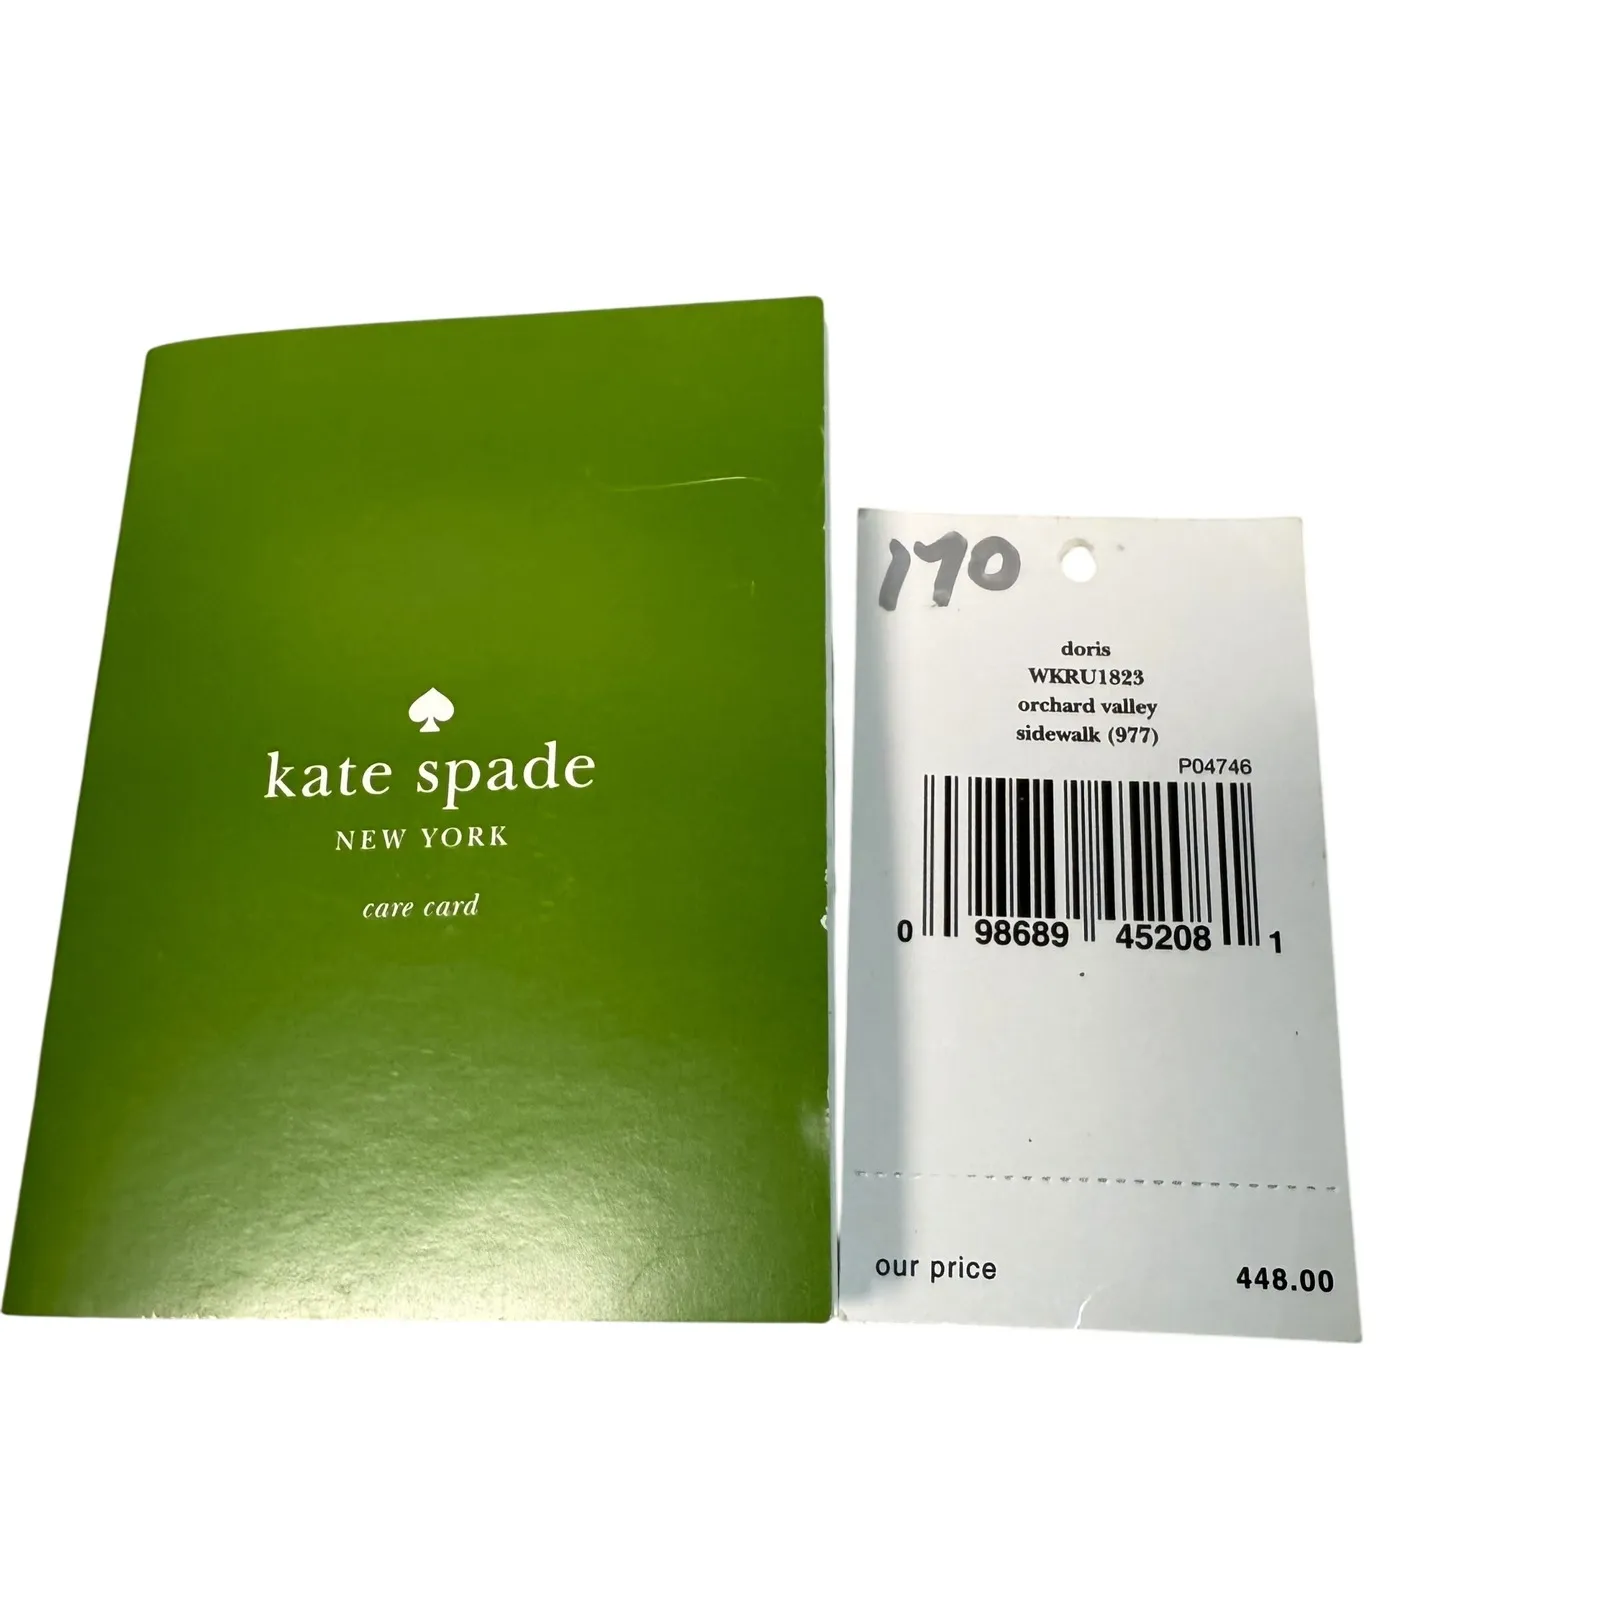 kate spade
NEW YORK
care card
170
doris
WKRU1823
orchard valley
sidewalk (977)
P04746
0 98689 45208 1
our price 448.00